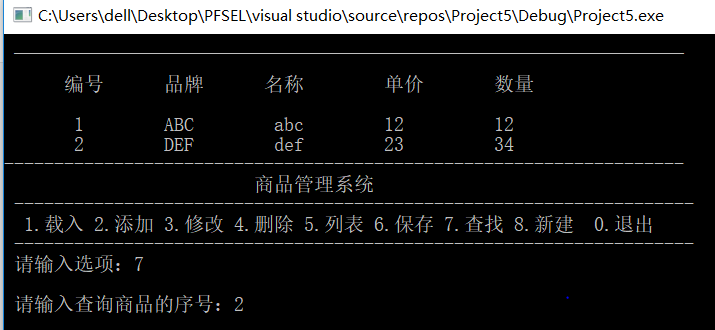 C:\Users\dell\Desktop\PFSEL\visual studio\source\repos\Project5\Debug\Project5.exe
编号 品牌 名称 单价 数量
1 ABC abc 12 12
2 DEF def 23 34
商品管理系统
1.载入 2.添加 3.修改 4.删除 5.列表 6.保存 7.查找 8.新建 0.退出
请输入选项：7
请输入查询商品的序号：2